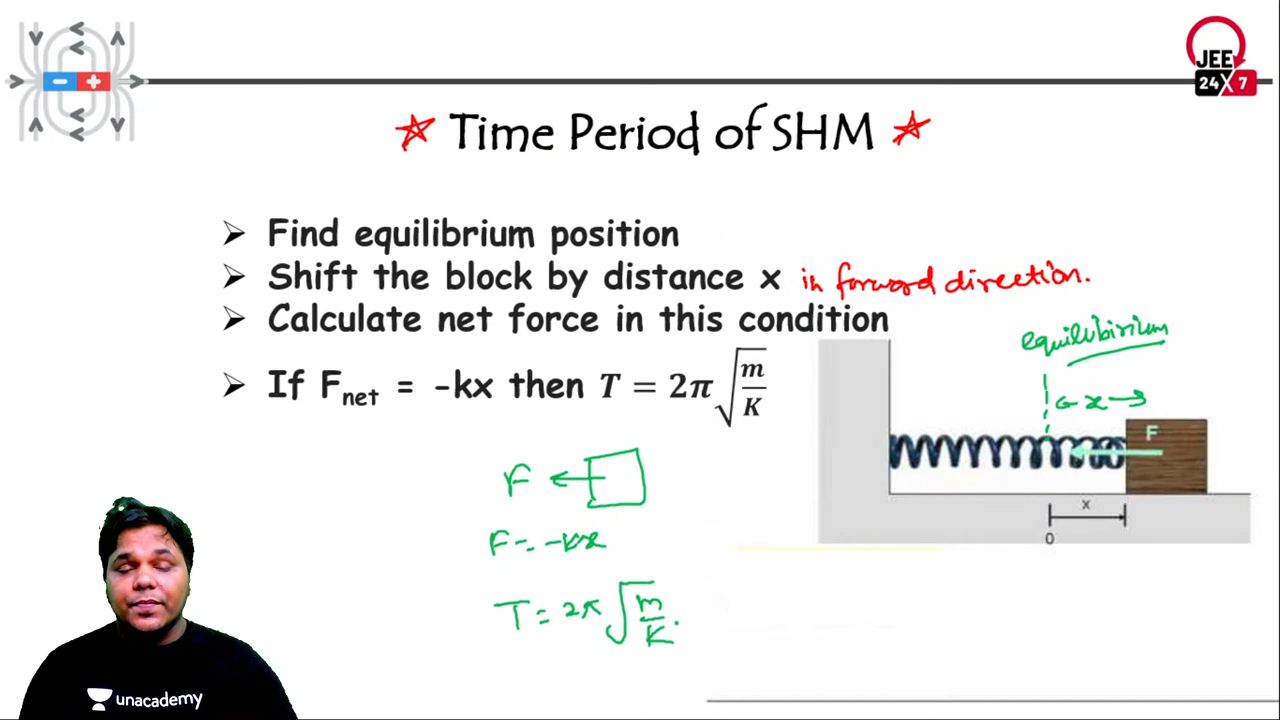 JEE
24X7
☆ Time Period of SHM ☆
➢ Find equilibrium position
➢ Shift the block by distance x in forward direction.
➢ Calculate net force in this condition
➢ If Fnet = -kx then T = 2π√(m/K)
equilibirium
x
F
x
0
F
F = -kx
T = 2π√(m/K).
unacademy
- +